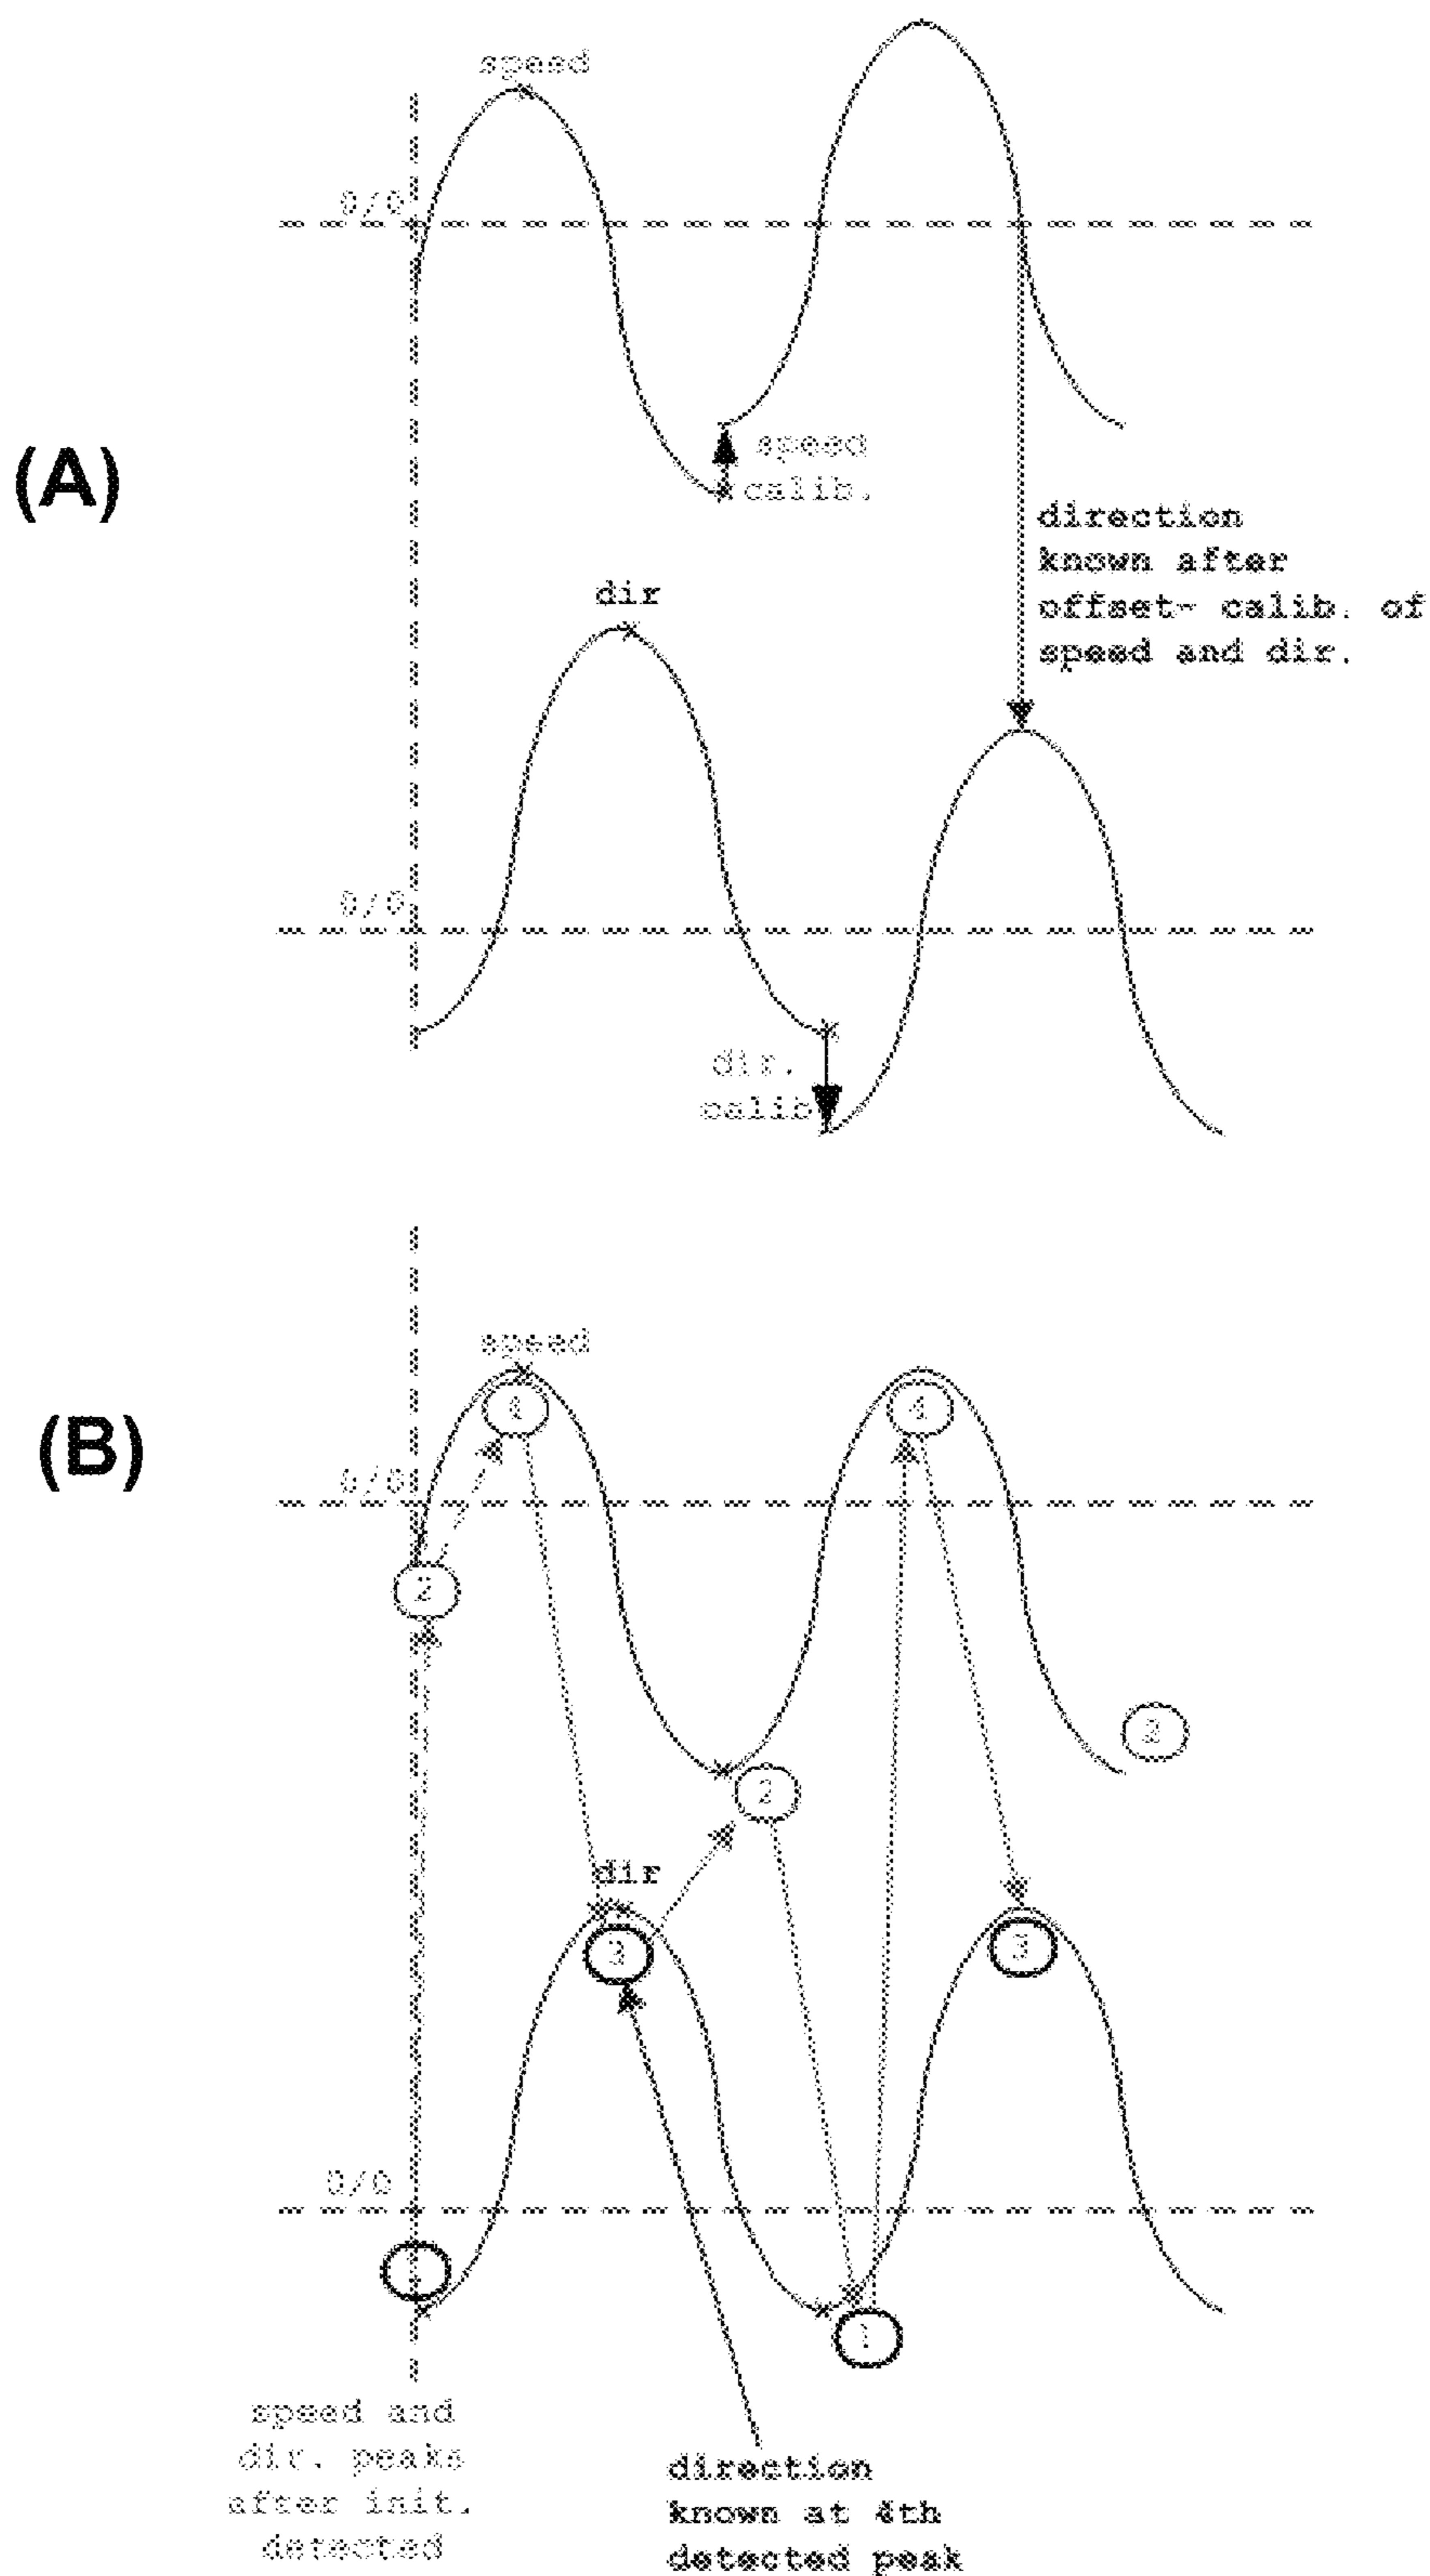 speed
0/0
(A)
speed
calib.
direction
known after
offset- calib. of
speed and dir.
dir
0/0
dir.
calib
speed
4
4
(B)
0/0
2
2
2
dir
3
3
0/0
1
1
speed and
dir. peaks
after init.
detected
direction
known at 4th
detected peak